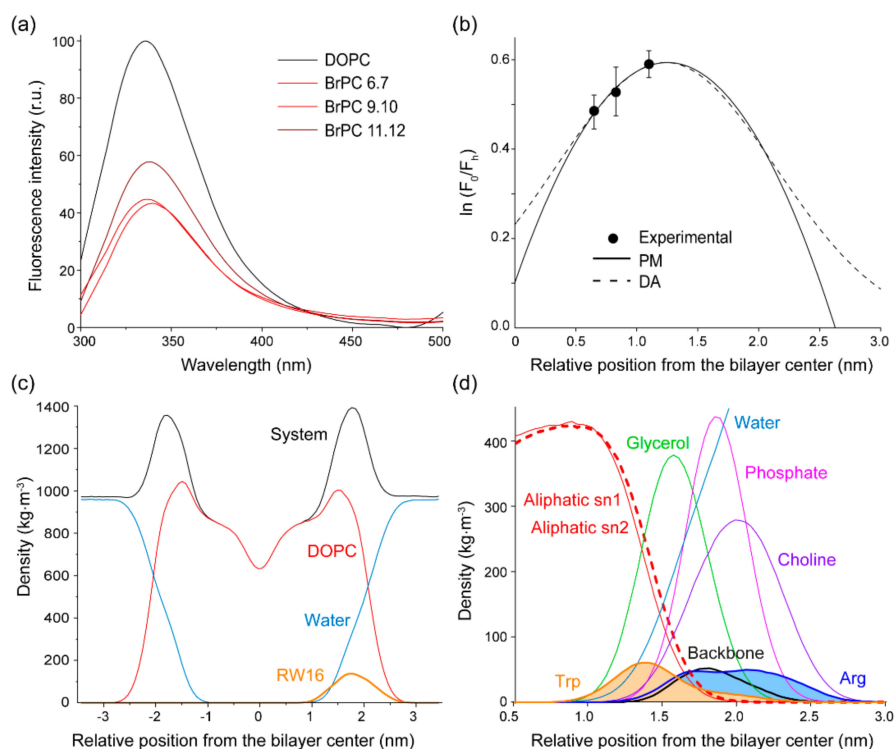 (a)
100
80
60
40
20
0
300
350
400
450
500
Fluorescence intensity (r.u.)
Wavelength (nm)
DOPC
BrPC 6.7
BrPC 9.10
BrPC 11.12
(b)
0.6
0.6
0.2
0.0
0
0.5
1.0
1.5
2.0
2.5
3.0
ln (F₀/Fₕ)
Relative position from the bilayer center (nm)
Experimental
PM
DA
(c)
1400
1200
1000
800
600
400
200
0
-3
-2
-1
0
1
2
3
Density (kg·m⁻³)
Relative position from the bilayer center (nm)
System
DOPC
Water
RW16
(d)
400
300
200
100
50
0
0.5
1.0
1.5
2.0
2.5
3.0
Density (kg·m⁻³)
Relative position from the bilayer center (nm)
Glycerol
Water
Phosphate
Aliphatic sn1
Aliphatic sn2
Choline
Backbone
Trp
Arg